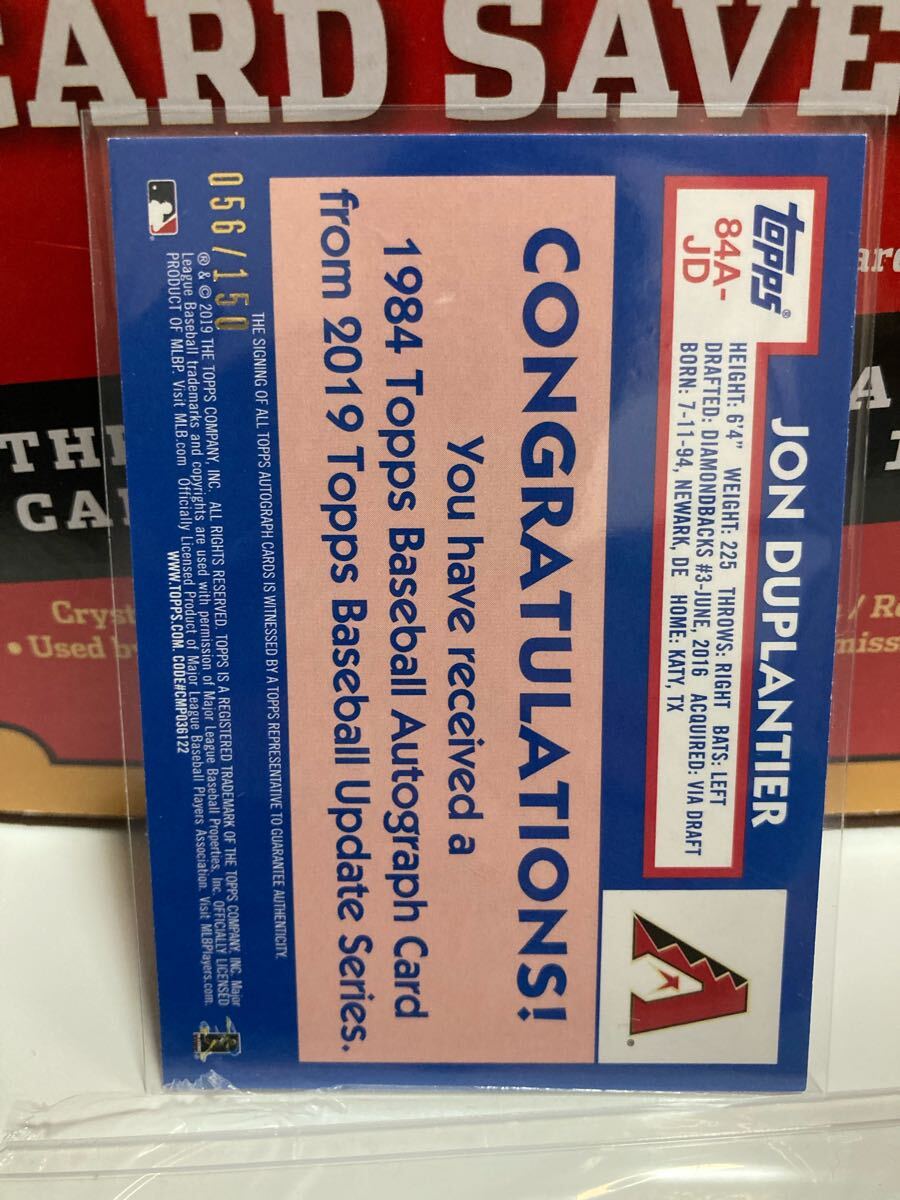 CARD SAVE
TH
CA
Cryst
• Used b
are
A
/ Re
topps®
84A-
JD
JON DUPLANTIER
HEIGHT: 6'4" WEIGHT: 225 THROWS: RIGHT BATS: LEFT
DRAFTED: DIAMONDBACKS #3-JUNE, 2016 ACQUIRED: VIA DRAFT
BORN: 7-11-94, NEWARK, DE HOME: KATY, TX
A®
CONGRATULATIONS!
You have received a
1984 Topps Baseball Autograph Card
from 2019 Topps Baseball Update Series.
THE SIGNING OF ALL TOPPS AUTOGRAPH CARDS IS WITNESSED BY A TOPPS REPRESENTATIVE TO GUARANTEE AUTHENTICITY.
056/150
® & © 2019 THE TOPPS COMPANY, INC. ALL RIGHTS RESERVED. TOPPS IS A REGISTERED TRADEMARK OF THE TOPPS COMPANY, INC. Major
League Baseball trademarks and copyrights are used with permission of Major League Baseball Properties, Inc. OFFICIALLY LICENSED
PRODUCT OF MLBP. Visit MLB.com Officially Licensed Product of Major League Baseball Players Association. Visit MLBPlayers.com.
WWW.TOPPS.COM CODE#CMP036122